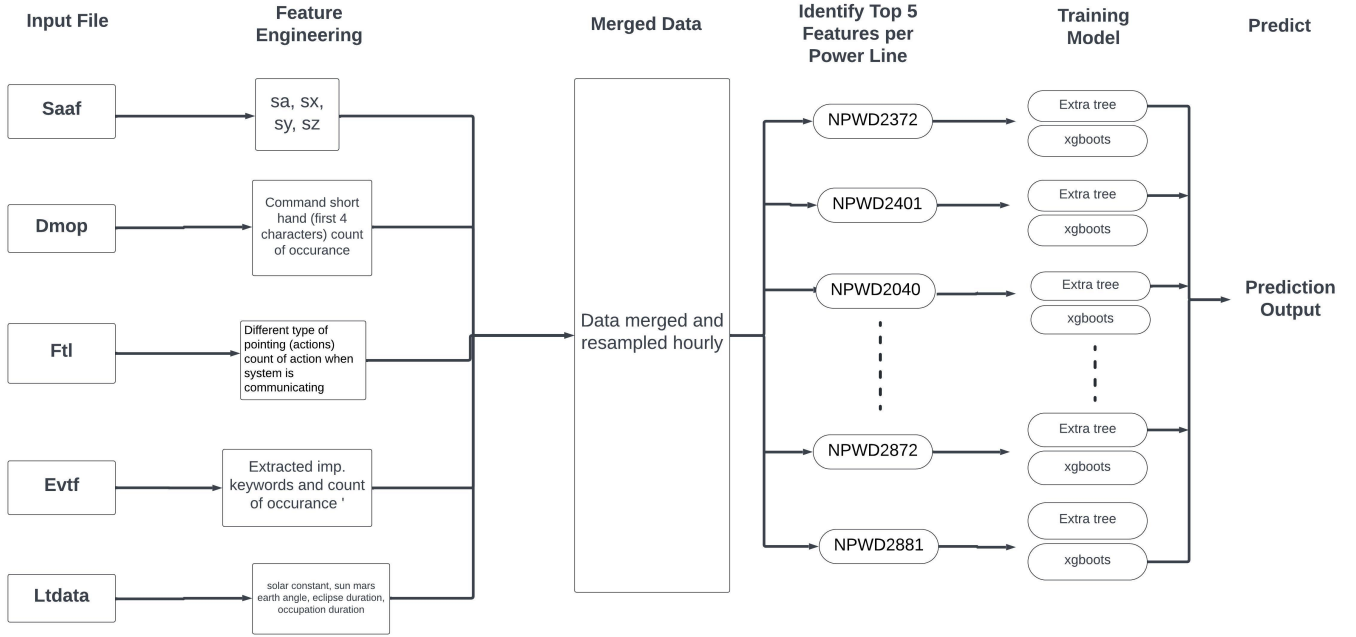 Input File
Feature
Engineering
Merged Data
Identify Top 5
Features per
Power Line
Training
Model
Predict
Saaf
sa, sx,
sy, sz
Dmop
Command short
hand (first 4
characters) count
of occurance
Ftl
Different type of
pointing (actions)
count of action when
system is
communicating
Evtf
Extracted imp.
keywords and count
of occurance '
Ltdata
solar constant, sun mars
earth angle, eclipse duration,
occupation duration
Data merged and
resampled hourly
NPWD2372
NPWD2401
NPWD2040
NPWD2872
NPWD2881
Extra tree
xgboots
Extra tree
xgboots
Extra tree
xgboots
Extra tree
xgboots
Extra tree
xgboots
Prediction
Output